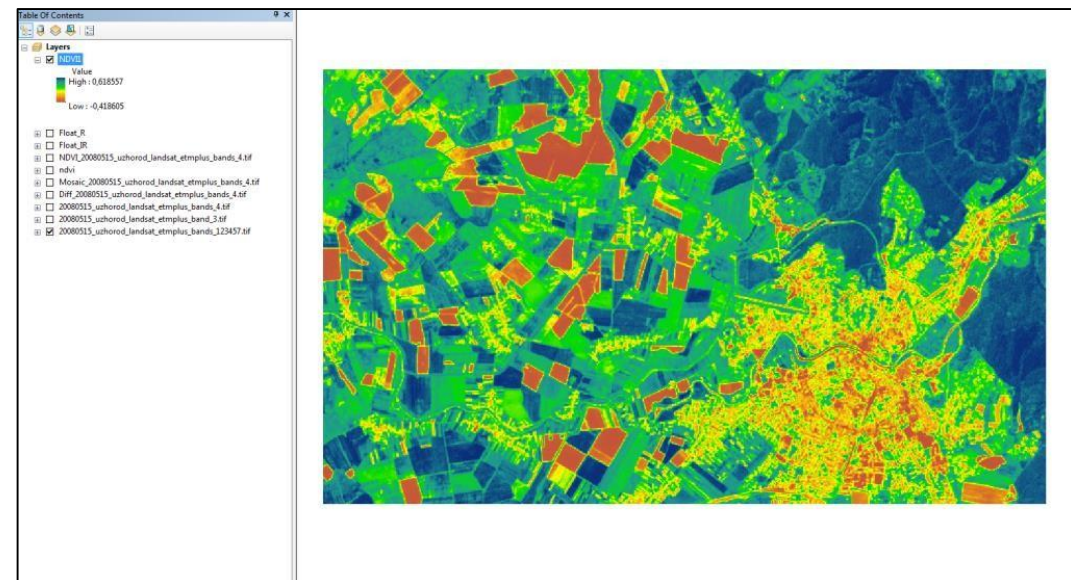 Table Of Contents
Layers
NDVII
Value
High : 0,618557
Low : -0,418605
Float_R
Float_IR
NDVI_20080515_uzhorod_landsat_etmplus_bands_4.tif
ndvi
Mosaic_20080515_uzhorod_landsat_etmplus_bands_4.tif
Diff_20080515_uzhorod_landsat_etmplus_bands_4.tif
20080515_uzhorod_landsat_etmplus_bands_4.tif
20080515_uzhorod_landsat_etmplus_band_3.tif
20080515_uzhorod_landsat_etmplus_bands_123457.tif